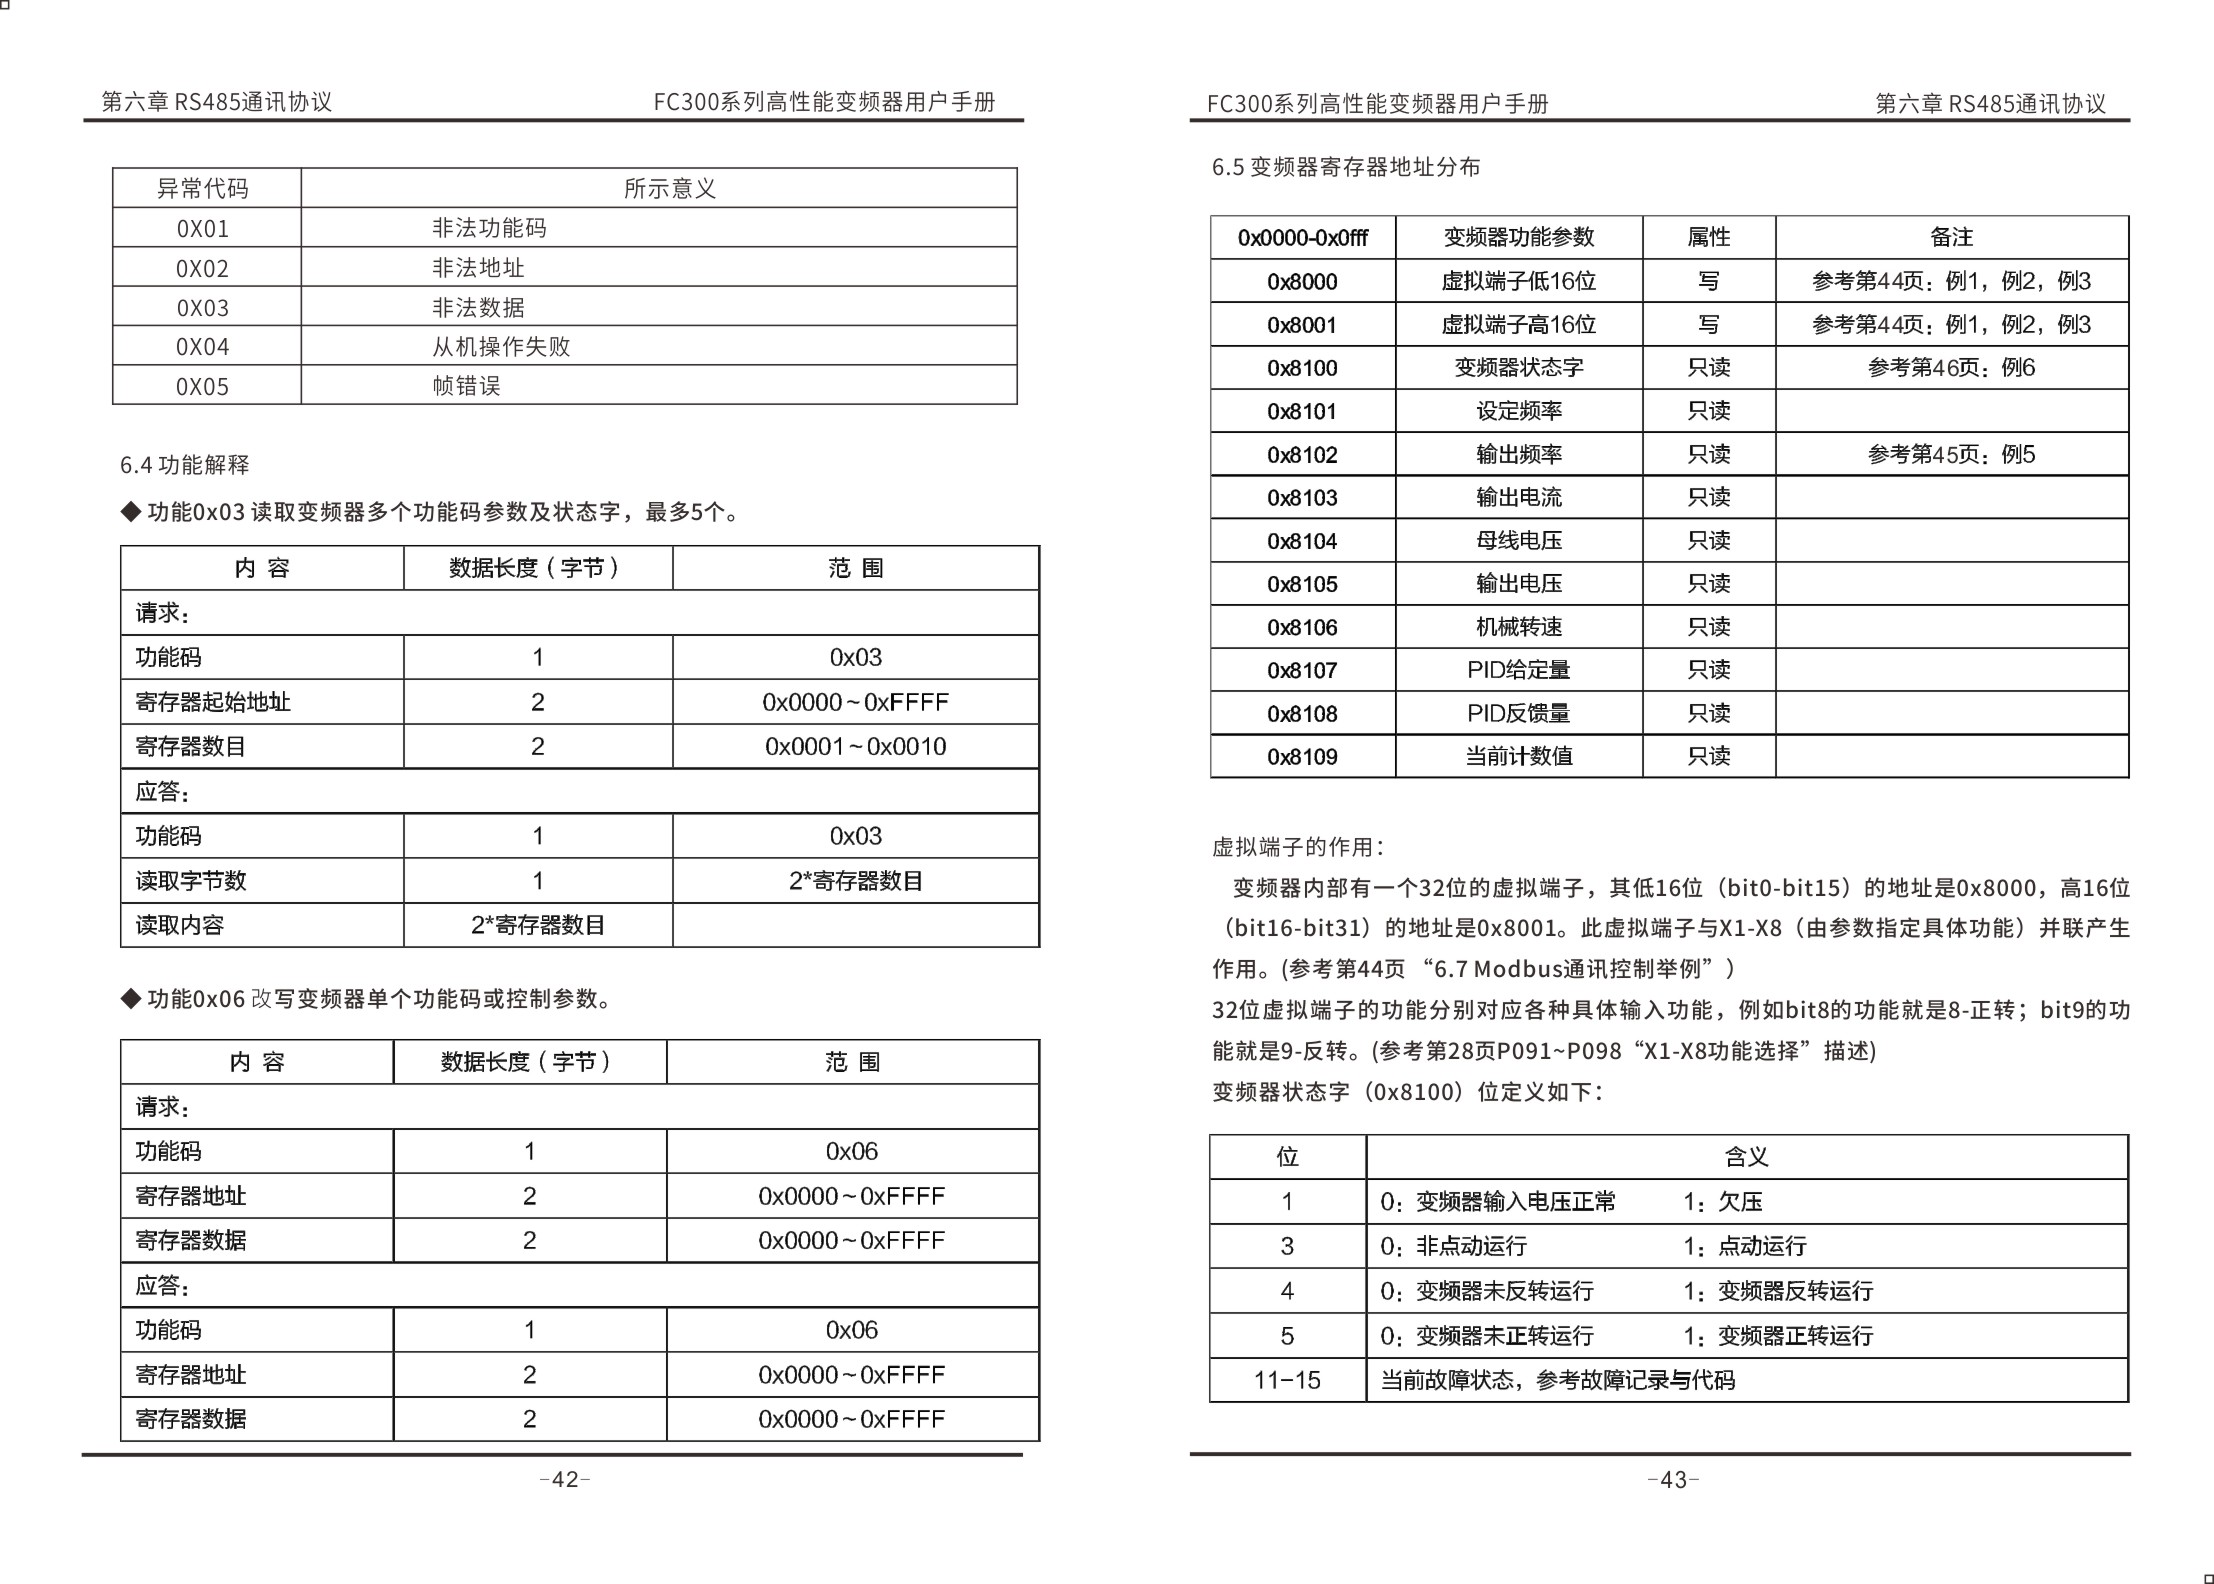 第六章 RS485通讯协议 FC300系列高性能变频器用户手册
异常代码 所示意义
0X01 非法功能码
0X02 非法地址
0X03 非法数据
0X04 从机操作失败
0X05 帧错误
6.4 功能解释
◆ 功能0x03 读取变频器多个功能码参数及状态字，最多5个。
内 容 数据长度（字节） 范 围
请求：
功能码 1 0x03
寄存器起始地址 2 0x0000~0xFFFF
寄存器数目 2 0x0001~0x0010
应答：
功能码 1 0x03
读取字节数 1 2*寄存器数目
读取内容 2*寄存器数目
◆ 功能0x06 改写变频器单个功能码或控制参数。
内 容 数据长度（字节） 范 围
请求：
功能码 1 0x06
寄存器地址 2 0x0000~0xFFFF
寄存器数据 2 0x0000~0xFFFF
应答：
功能码 1 0x06
寄存器地址 2 0x0000~0xFFFF
寄存器数据 2 0x0000~0xFFFF
-42-
FC300系列高性能变频器用户手册 第六章 RS485通讯协议
6.5 变频器寄存器地址分布
0x0000-0x0fff 变频器功能参数 属性 备注
0x8000 虚拟端子低16位 写 参考第44页：例1，例2，例3
0x8001 虚拟端子高16位 写 参考第44页：例1，例2，例3
0x8100 变频器状态字 只读 参考第46页：例6
0x8101 设定频率 只读
0x8102 输出频率 只读 参考第45页：例5
0x8103 输出电流 只读
0x8104 母线电压 只读
0x8105 输出电压 只读
0x8106 机械转速 只读
0x8107 PID给定量 只读
0x8108 PID反馈量 只读
0x8109 当前计数值 只读
虚拟端子的作用：
变频器内部有一个32位的虚拟端子，其低16位（bit0-bit15）的地址是0x8000，高16位
（bit16-bit31）的地址是0x8001。此虚拟端子与X1-X8（由参数指定具体功能）并联产生
作用。(参考第44页 “6.7 Modbus通讯控制举例”）
32位虚拟端子的功能分别对应各种具体输入功能，例如bit8的功能就是8-正转；bit9的功
能就是9-反转。(参考第28页P091~P098“X1-X8功能选择”描述)
变频器状态字（0x8100）位定义如下：
位 含义
1 0：变频器输入电压正常 1：欠压
3 0：非点动运行 1：点动运行
4 0：变频器未反转运行 1：变频器反转运行
5 0：变频器未正转运行 1：变频器正转运行
11-15 当前故障状态，参考故障记录与代码
-43-